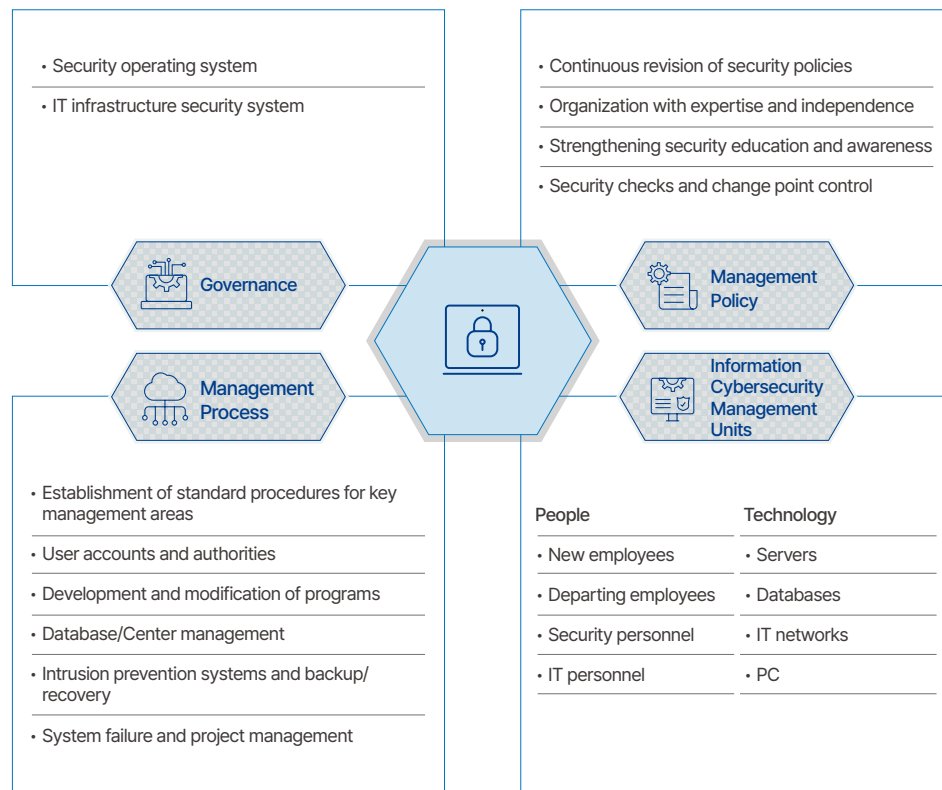 • Security operating system
• IT infrastructure security system
Governance
• Continuous revision of security policies
• Organization with expertise and independence
• Strengthening security education and awareness
• Security checks and change point control
Management
Policy
Management
Process
• Establishment of standard procedures for key
management areas
• User accounts and authorities
• Development and modification of programs
• Database/Center management
• Intrusion prevention systems and backup/
recovery
• System failure and project management
Information
Cybersecurity
Management
Units
People
• New employees
• Departing employees
• Security personnel
• IT personnel
Technology
• Servers
• Databases
• IT networks
• PC